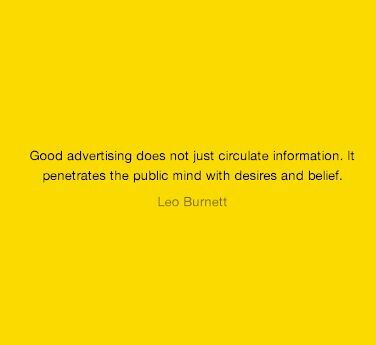 Good advertising does not just circulate information. It
penetrates the public mind with desires and belief.
Leo Burnett